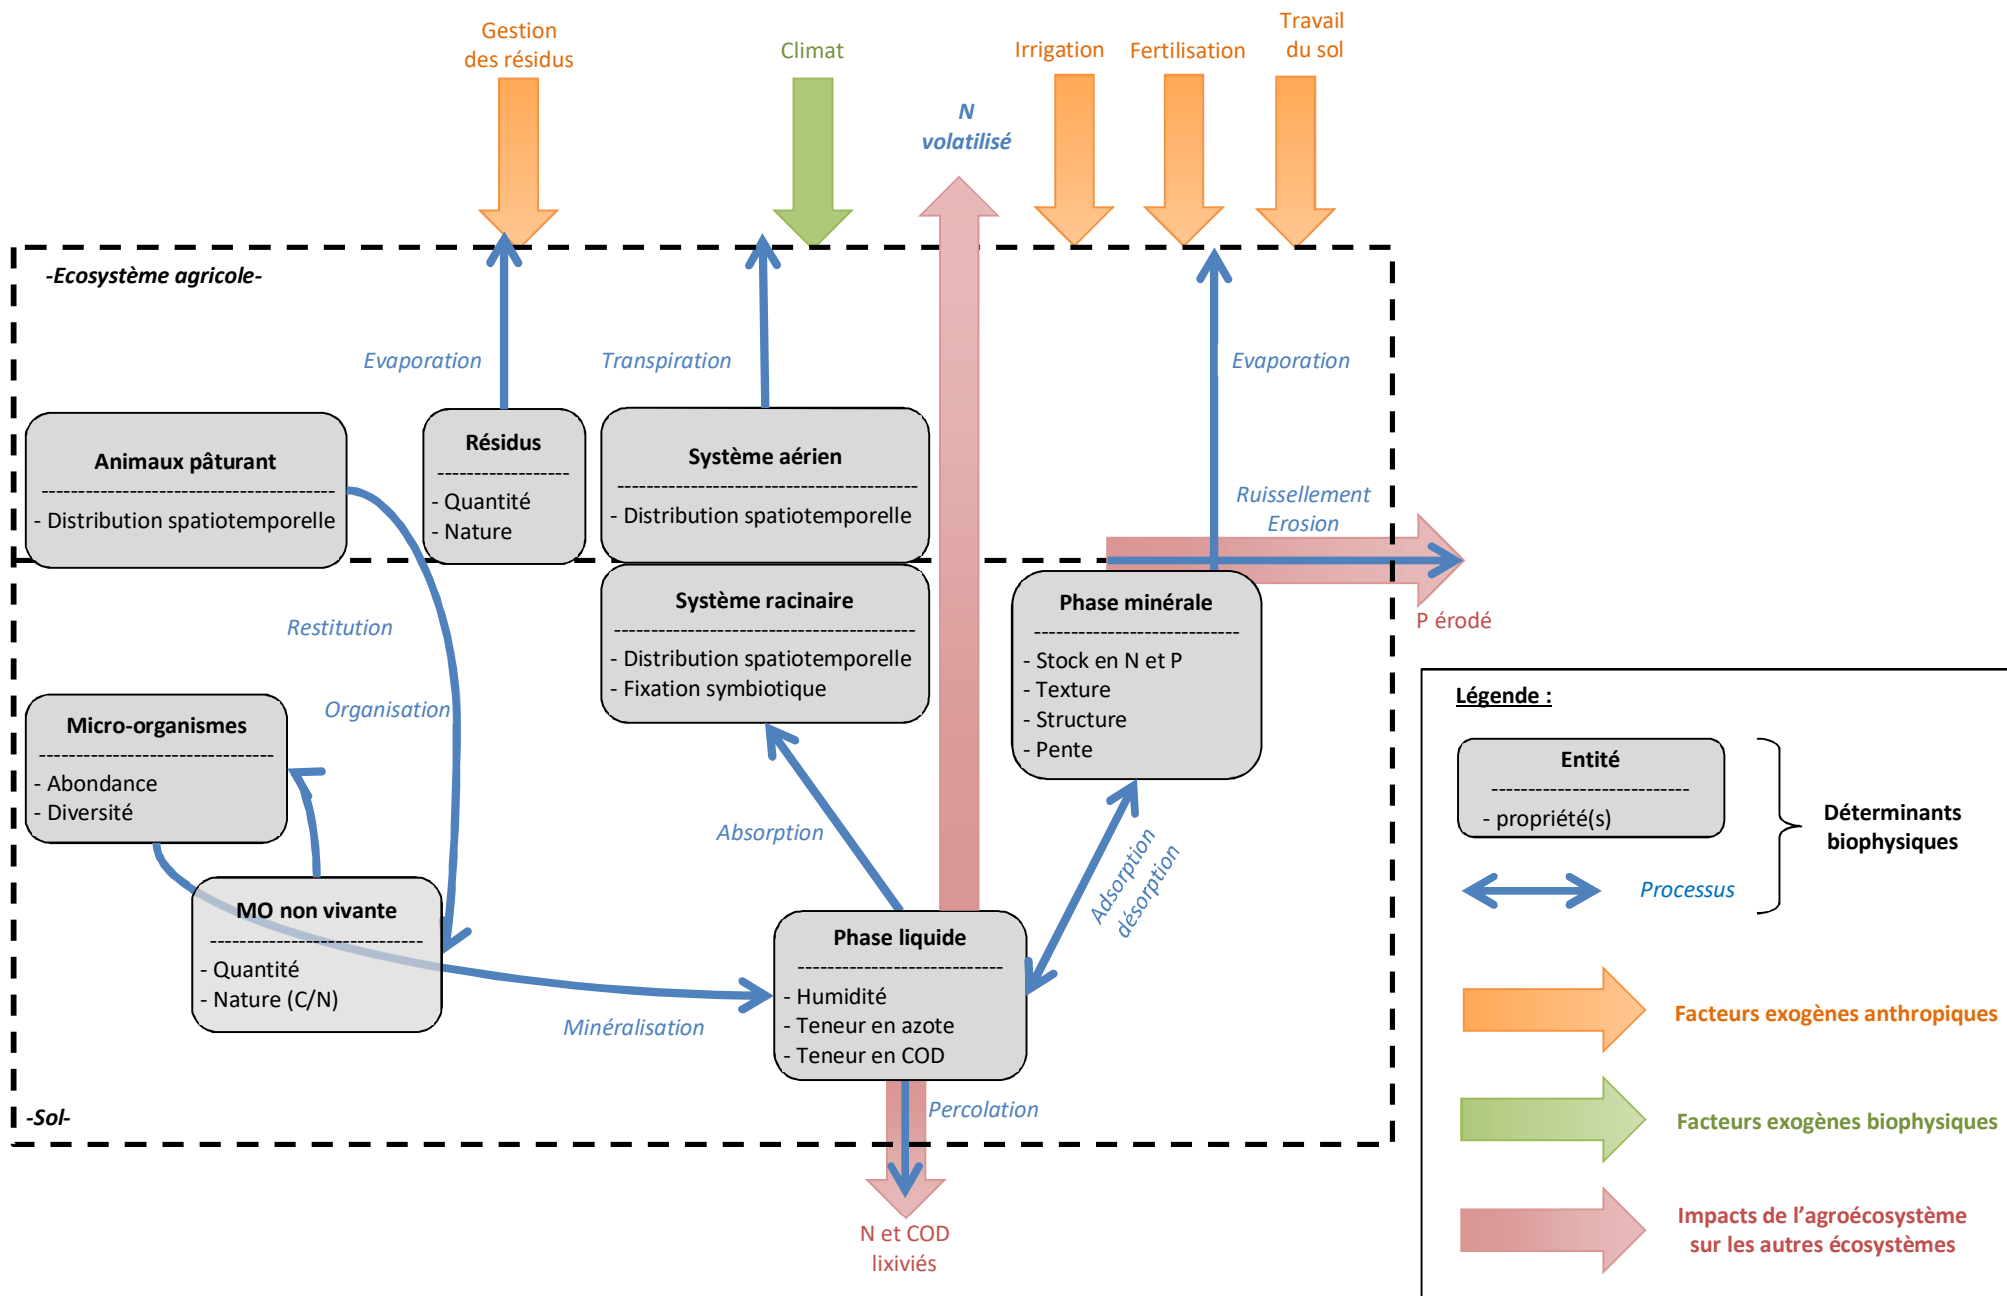 Gestion
des résidus
Climat
Irrigation
Fertilisation
Travail
du sol
N
volatilisé
-Ecosystème agricole-
Evaporation
Transpiration
Evaporation
Animaux pâturant
- Distribution spatiotemporelle
Résidus
- Quantité
- Nature
Système aérien
- Distribution spatiotemporelle
Ruissellement
Erosion
P érodé
Restitution
Organisation
Système racinaire
- Distribution spatiotemporelle
- Fixation symbiotique
Phase minérale
- Stock en N et P
- Texture
- Structure
- Pente
Micro-organismes
- Abondance
- Diversité
Absorption
Adsorption
désorption
MO non vivante
- Quantité
- Nature (C/N)
Minéralisation
Phase liquide
- Humidité
- Teneur en azote
- Teneur en COD
Percolation
-Sol-
N et COD
lixiviés
Légende :
Entité
- propriété(s)
Déterminants
biophysiques
Processus
Facteurs exogènes anthropiques
Facteurs exogènes biophysiques
Impacts de l’agroécosystème
sur les autres écosystèmes